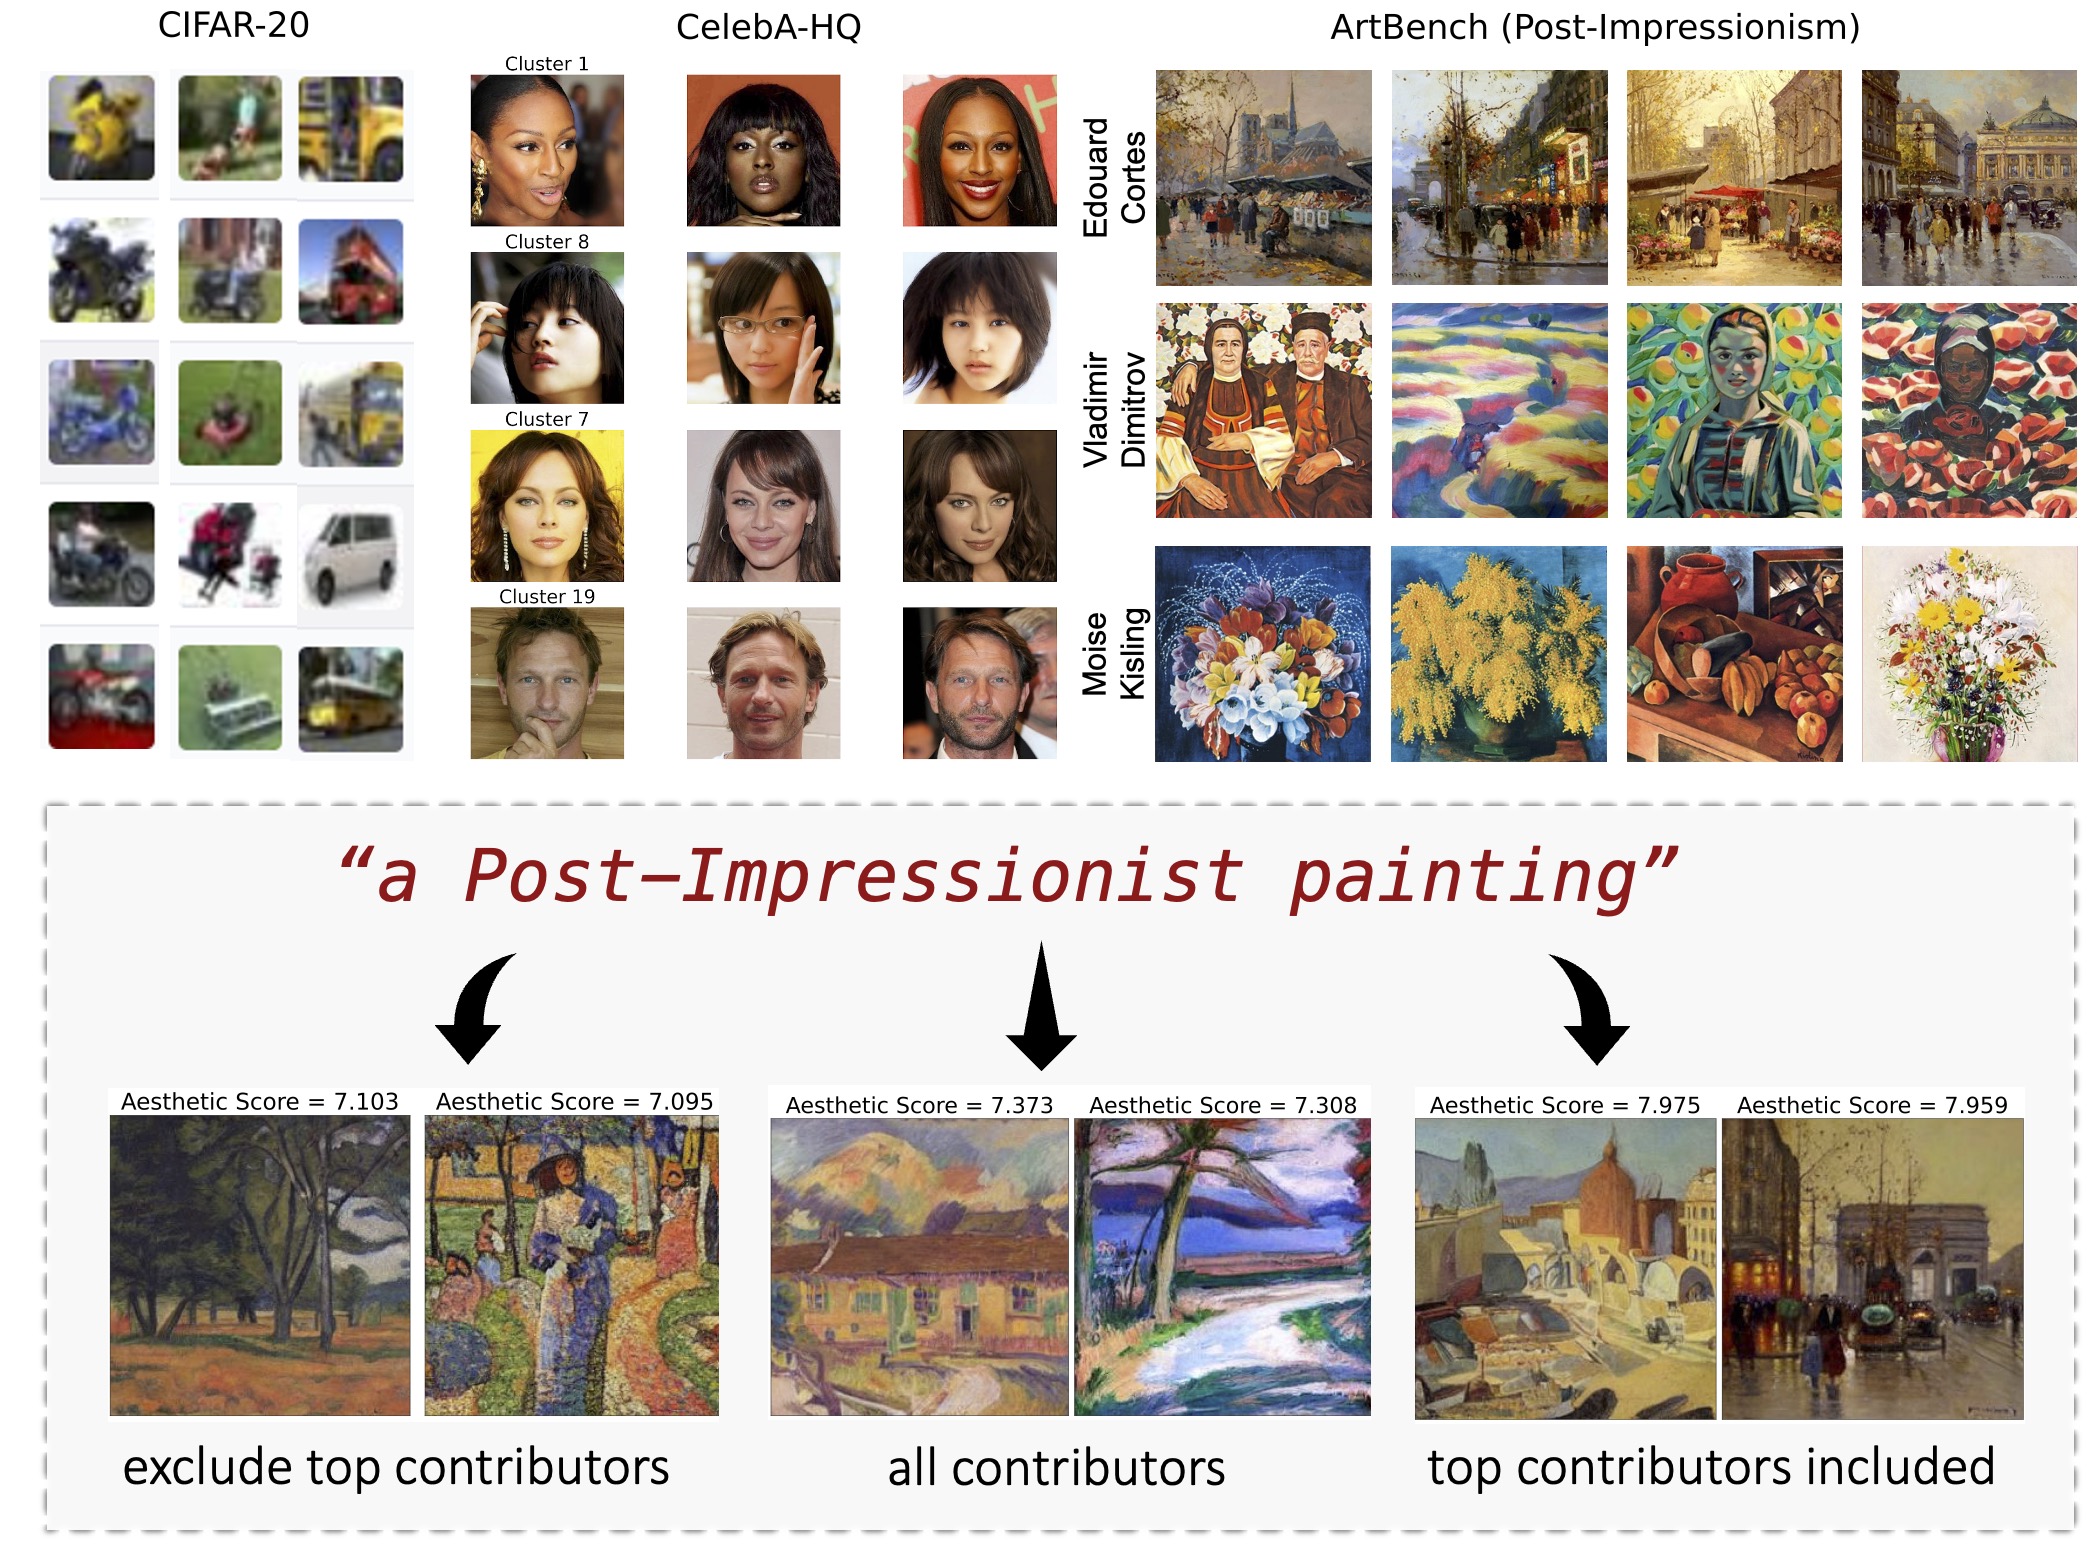 CIFAR-20
CelebA-HQ
ArtBench (Post-Impressionism)
Cluster 1
Cluster 8
Cluster 7
Cluster 19
Edouard
Cortes
Vladimir
Dimitrov
Moise
Kisling
“a Post–Impressionist painting”
Aesthetic Score = 7.103
Aesthetic Score = 7.095
Aesthetic Score = 7.373
Aesthetic Score = 7.308
Aesthetic Score = 7.975
Aesthetic Score = 7.959
exclude top contributors
all contributors
top contributors included